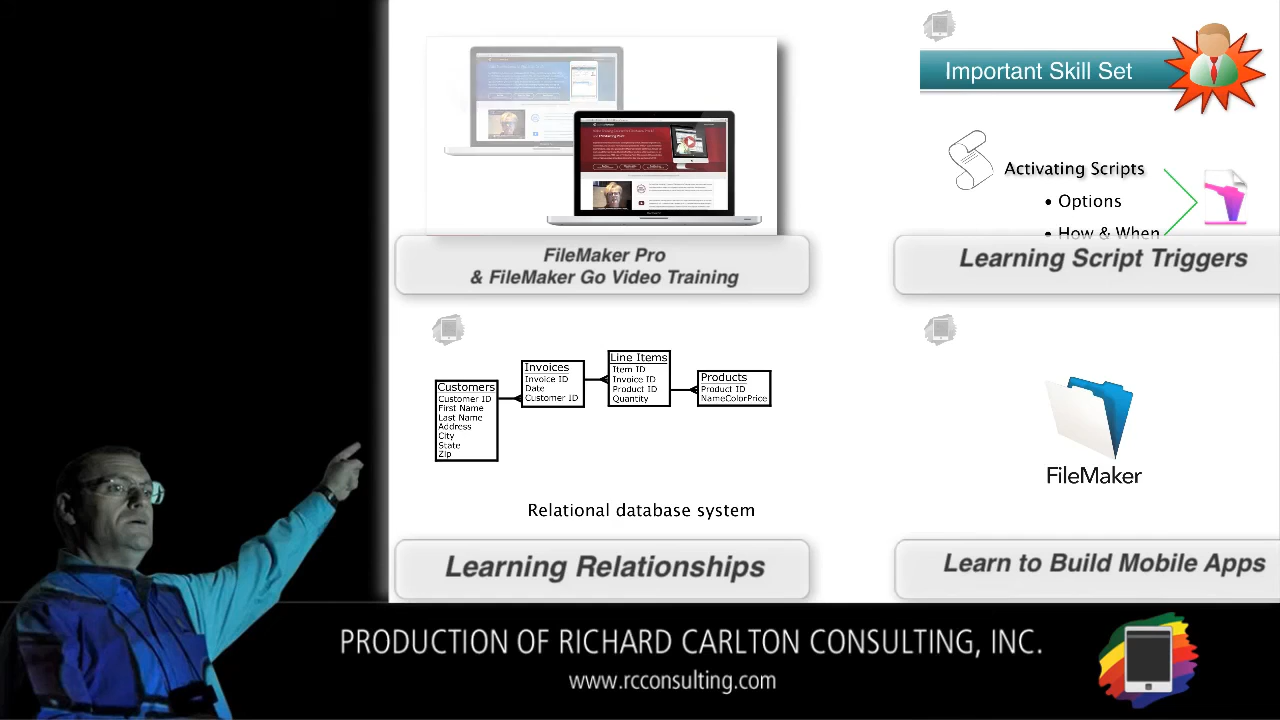 Important Skill Set
Activating Scripts
• Options
• How & When
FileMaker Pro
& FileMaker Go Video Training
Learning Script Triggers
Customers
Customer ID
First Name
Last Name
Address
City
State
Zip
Invoices
Invoice ID
Date
Customer ID
Line Items
Item ID
Invoice ID
Product ID
Quantity
Products
Product ID
NameColorPrice
Relational database system
FileMaker
Learning Relationships
Learn to Build Mobile Apps
PRODUCTION OF RICHARD CARLTON CONSULTING, INC.
www.rcconsulting.com